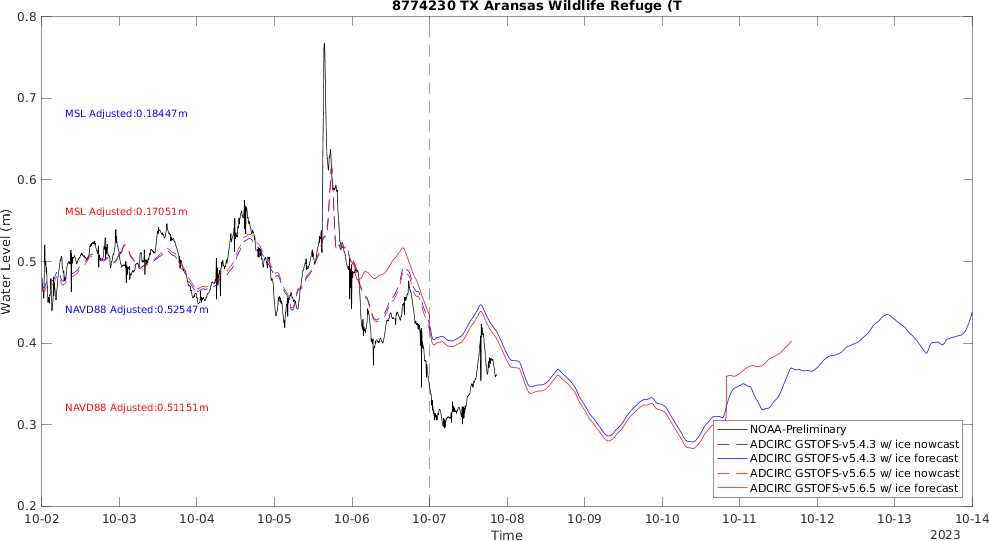 8774230 TX Aransas Wildlife Refuge (T
0.8
0.7
0.6
0.5
0.4
0.3
0.2
Water Level (m)
MSL Adjusted:0.18447m
MSL Adjusted:0.17051m
NAVD88 Adjusted:0.52547m
NAVD88 Adjusted:0.51151m
NOAA-Preliminary
ADCIRC GSTOFS-v5.4.3 w/ ice nowcast
ADCIRC GSTOFS-v5.4.3 w/ ice forecast
ADCIRC GSTOFS-v5.6.5 w/ ice nowcast
ADCIRC GSTOFS-v5.6.5 w/ ice forecast
10-02 10-03 10-04 10-05 10-06 10-07 10-08 10-09 10-10 10-11 10-12 10-13 10-14
Time
2023